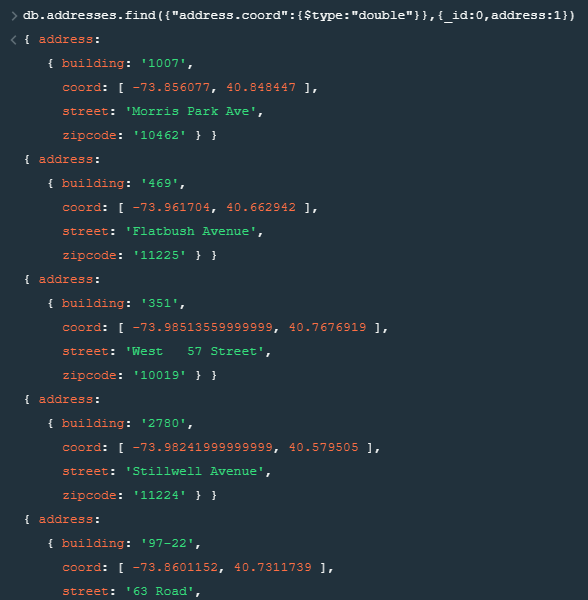 > db.addresses.find({"address.coord":{$type:"double"}},{_id:0,address:1})
< { address:
{ building: '1007',
coord: [ -73.856077, 40.848447 ],
street: 'Morris Park Ave',
zipcode: '10462' } }
{ address:
{ building: '469',
coord: [ -73.961704, 40.662942 ],
street: 'Flatbush Avenue',
zipcode: '11225' } }
{ address:
{ building: '351',
coord: [ -73.98513559999999, 40.7676919 ],
street: 'West   57 Street',
zipcode: '10019' } }
{ address:
{ building: '2780',
coord: [ -73.98241999999999, 40.579505 ],
street: 'Stillwell Avenue',
zipcode: '11224' } }
{ address:
{ building: '97-22',
coord: [ -73.8601152, 40.7311739 ],
street: '63 Road',